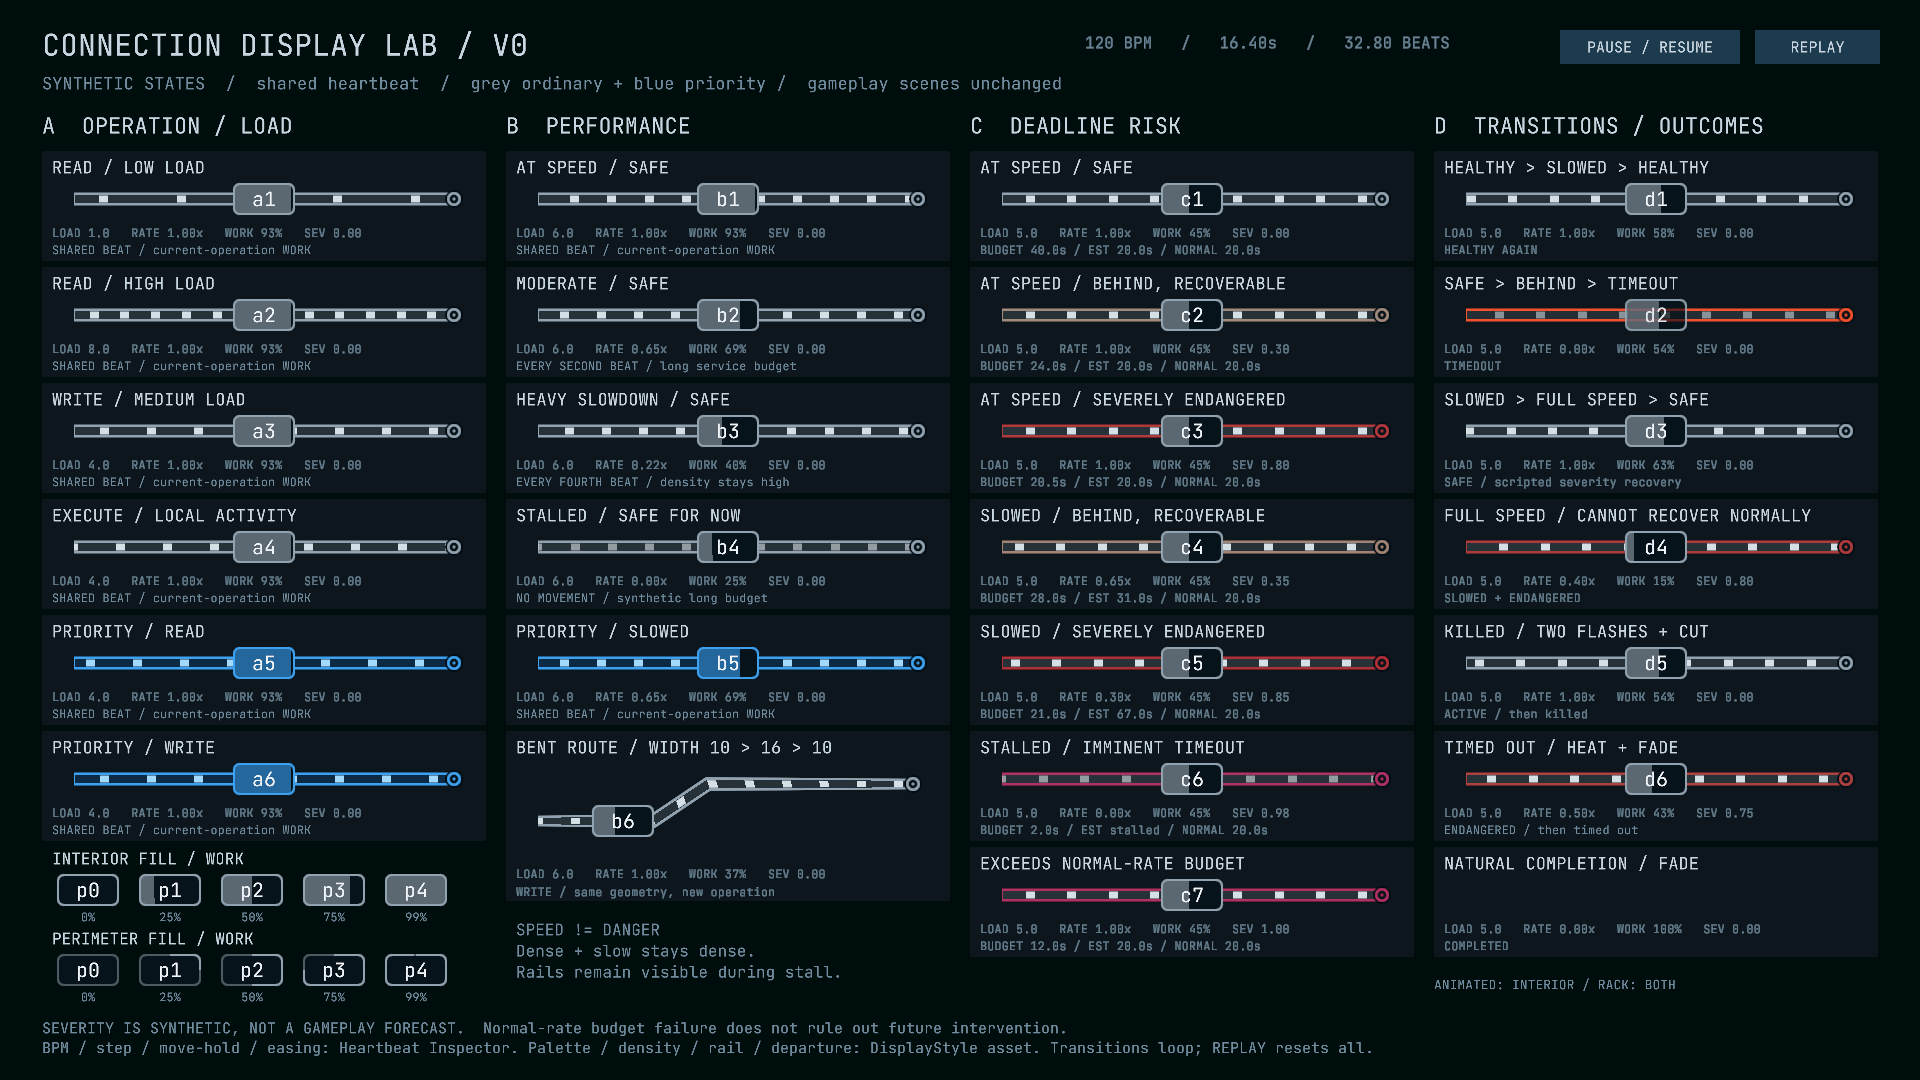 CONNECTION DISPLAY LAB / V0
120 BPM / 16.40s / 32.80 BEATS
PAUSE / RESUME
REPLAY
SYNTHETIC STATES / shared heartbeat / grey ordinary + blue priority / gameplay scenes unchanged
A OPERATION / LOAD
READ / LOW LOAD
a1
LOAD 1.0 RATE 1.00x WORK 93% SEV 0.00
SHARED BEAT / current-operation WORK
READ / HIGH LOAD
a2
LOAD 8.0 RATE 1.00x WORK 93% SEV 0.00
SHARED BEAT / current-operation WORK
WRITE / MEDIUM LOAD
a3
LOAD 4.0 RATE 1.00x WORK 93% SEV 0.00
SHARED BEAT / current-operation WORK
EXECUTE / LOCAL ACTIVITY
a4
LOAD 4.0 RATE 1.00x WORK 93% SEV 0.00
SHARED BEAT / current-operation WORK
PRIORITY / READ
a5
LOAD 4.0 RATE 1.00x WORK 93% SEV 0.00
SHARED BEAT / current-operation WORK
PRIORITY / WRITE
a6
LOAD 4.0 RATE 1.00x WORK 93% SEV 0.00
SHARED BEAT / current-operation WORK
INTERIOR FILL / WORK
p0 p1 p2 p3 p4
0% 25% 50% 75% 99%
PERIMETER FILL / WORK
p0 p1 p2 p3 p4
0% 25% 50% 75% 99%
B PERFORMANCE
AT SPEED / SAFE
b1
LOAD 6.0 RATE 1.00x WORK 93% SEV 0.00
SHARED BEAT / current-operation WORK
MODERATE / SAFE
b2
LOAD 6.0 RATE 0.65x WORK 69% SEV 0.00
EVERY SECOND BEAT / long service budget
HEAVY SLOWDOWN / SAFE
b3
LOAD 6.0 RATE 0.22x WORK 40% SEV 0.00
EVERY FOURTH BEAT / density stays high
STALLED / SAFE FOR NOW
b4
LOAD 6.0 RATE 0.00x WORK 25% SEV 0.00
NO MOVEMENT / synthetic long budget
PRIORITY / SLOWED
b5
LOAD 6.0 RATE 0.65x WORK 69% SEV 0.00
SHARED BEAT / current-operation WORK
BENT ROUTE / WIDTH 10 > 16 > 10
b6
LOAD 6.0 RATE 1.00x WORK 37% SEV 0.00
WRITE / same geometry, new operation
SPEED != DANGER
Dense + slow stays dense.
Rails remain visible during stall.
C DEADLINE RISK
AT SPEED / SAFE
c1
LOAD 5.0 RATE 1.00x WORK 45% SEV 0.00
BUDGET 40.0s / EST 20.0s / NORMAL 20.0s
AT SPEED / BEHIND, RECOVERABLE
c2
LOAD 5.0 RATE 1.00x WORK 45% SEV 0.30
BUDGET 24.0s / EST 20.0s / NORMAL 20.0s
AT SPEED / SEVERELY ENDANGERED
c3
LOAD 5.0 RATE 1.00x WORK 45% SEV 0.80
BUDGET 20.5s / EST 20.0s / NORMAL 20.0s
SLOWED / BEHIND, RECOVERABLE
c4
LOAD 5.0 RATE 0.65x WORK 45% SEV 0.35
BUDGET 28.0s / EST 31.0s / NORMAL 20.0s
SLOWED / SEVERELY ENDANGERED
c5
LOAD 5.0 RATE 0.30x WORK 45% SEV 0.85
BUDGET 21.0s / EST 67.0s / NORMAL 20.0s
STALLED / IMMINENT TIMEOUT
c6
LOAD 5.0 RATE 0.00x WORK 45% SEV 0.98
BUDGET 2.0s / EST stalled / NORMAL 20.0s
EXCEEDS NORMAL-RATE BUDGET
c7
LOAD 5.0 RATE 1.00x WORK 45% SEV 1.00
BUDGET 12.0s / EST 20.0s / NORMAL 20.0s
D TRANSITIONS / OUTCOMES
HEALTHY > SLOWED > HEALTHY
d1
LOAD 5.0 RATE 1.00x WORK 58% SEV 0.00
HEALTHY AGAIN
SAFE > BEHIND > TIMEOUT
d2
LOAD 5.0 RATE 0.00x WORK 54% SEV 0.00
TIMEOUT
SLOWED > FULL SPEED > SAFE
d3
LOAD 5.0 RATE 1.00x WORK 63% SEV 0.00
SAFE / scripted severity recovery
FULL SPEED / CANNOT RECOVER NORMALLY
d4
LOAD 5.0 RATE 0.40x WORK 15% SEV 0.80
SLOWED + ENDANGERED
KILLED / TWO FLASHES + CUT
d5
LOAD 5.0 RATE 1.00x WORK 54% SEV 0.00
ACTIVE / then killed
TIMED OUT / HEAT + FADE
d6
LOAD 5.0 RATE 0.50x WORK 43% SEV 0.75
ENDANGERED / then timed out
NATURAL COMPLETION / FADE
LOAD 5.0 RATE 0.00x WORK 100% SEV 0.00
COMPLETED
ANIMATED: INTERIOR / RACK: BOTH
SEVERITY IS SYNTHETIC, NOT A GAMEPLAY FORECAST. Normal-rate budget failure does not rule out future intervention.
BPM / step / move-hold / easing: Heartbeat Inspector. Palette / density / rail / departure: DisplayStyle asset. Transitions loop; REPLAY resets all.